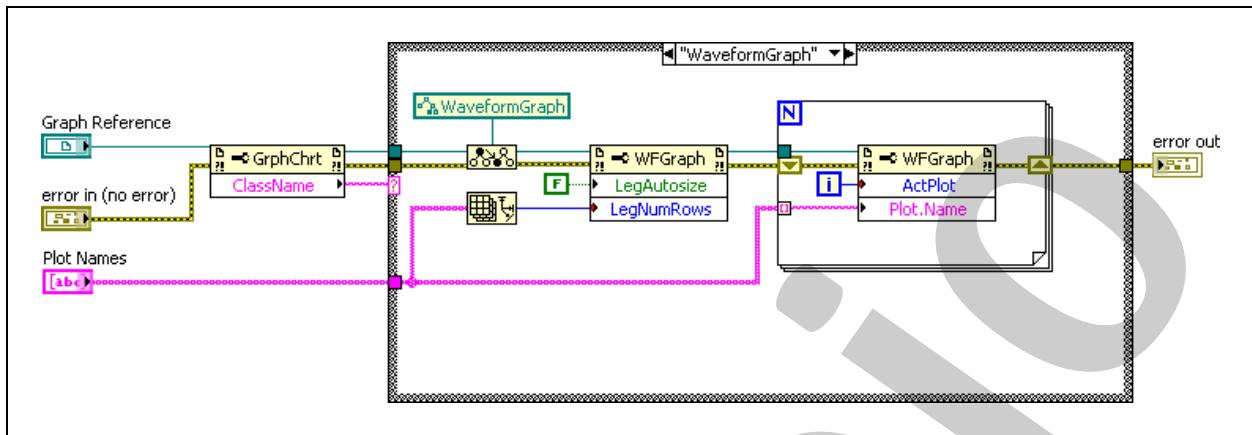 "WaveformGraph"
WaveformGraph
Graph Reference
GrphChrt
ClassName
?
error in (no error)
Plot Names
[abc]
F
WFGraph
LegAutosize
LegNumRows
N
i
WFGraph
ActPlot
Plot.Name
error out